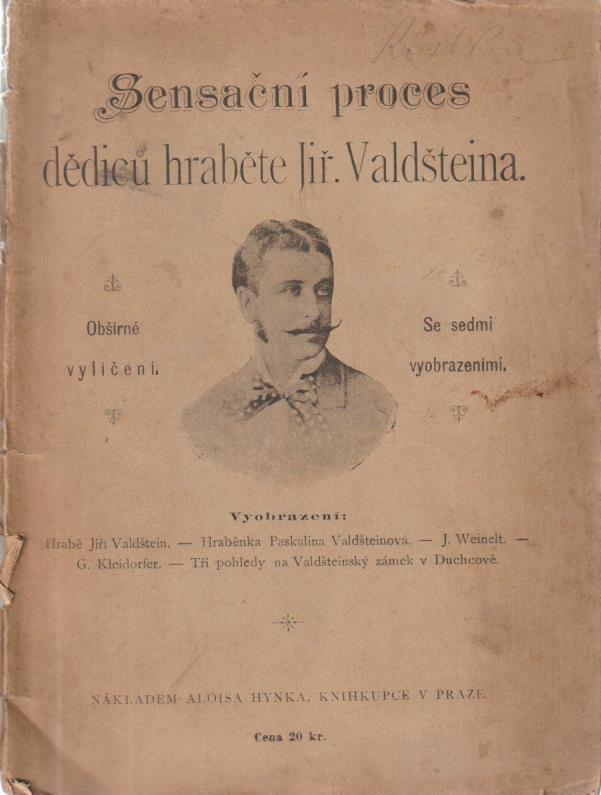 Kostka
Sensační proces
dědiců hraběte Jiř. Valdšteina.
Obšírné
vylíčení.
Se sedmi
vyobrazeními.
Vyobrazení:
Hrabě Jiří Valdštein. — Hraběnka Paskalina Valdšteinová. — J. Weinelt. —
G. Kleidorfer. — Tři pohledy na Valdšteinský zámek v Duchcově.
NÁKLADEM ALOISA HYNKA, KNIHKUPCE V PRAZE.
Cena 20 kr.